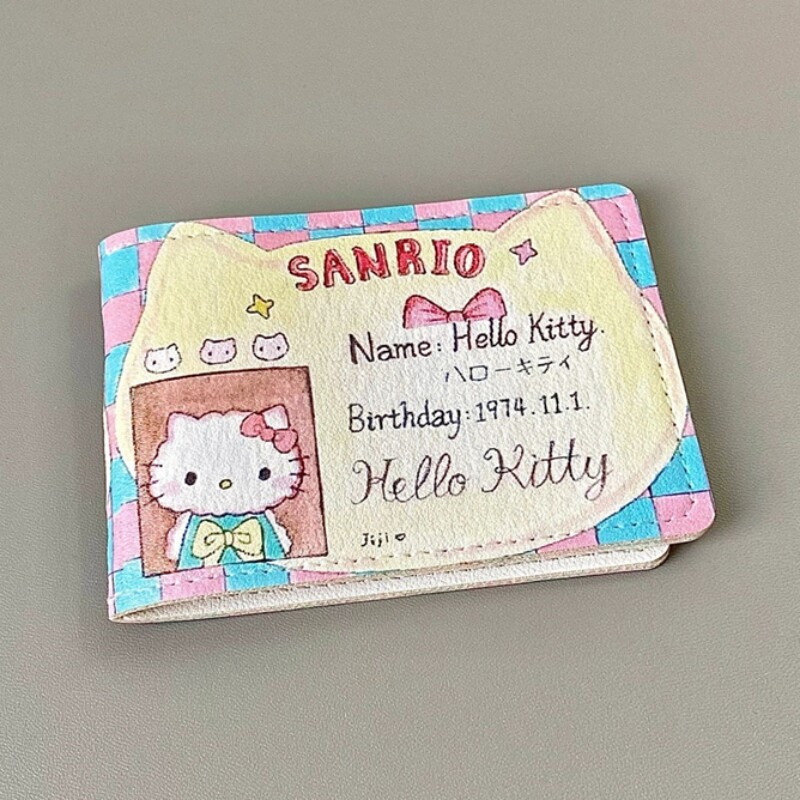 SANRIO
Name: Hello Kitty.
ハローキティ
Birthday: 1974.11.1.
Hello Kitty
Jiji ♡